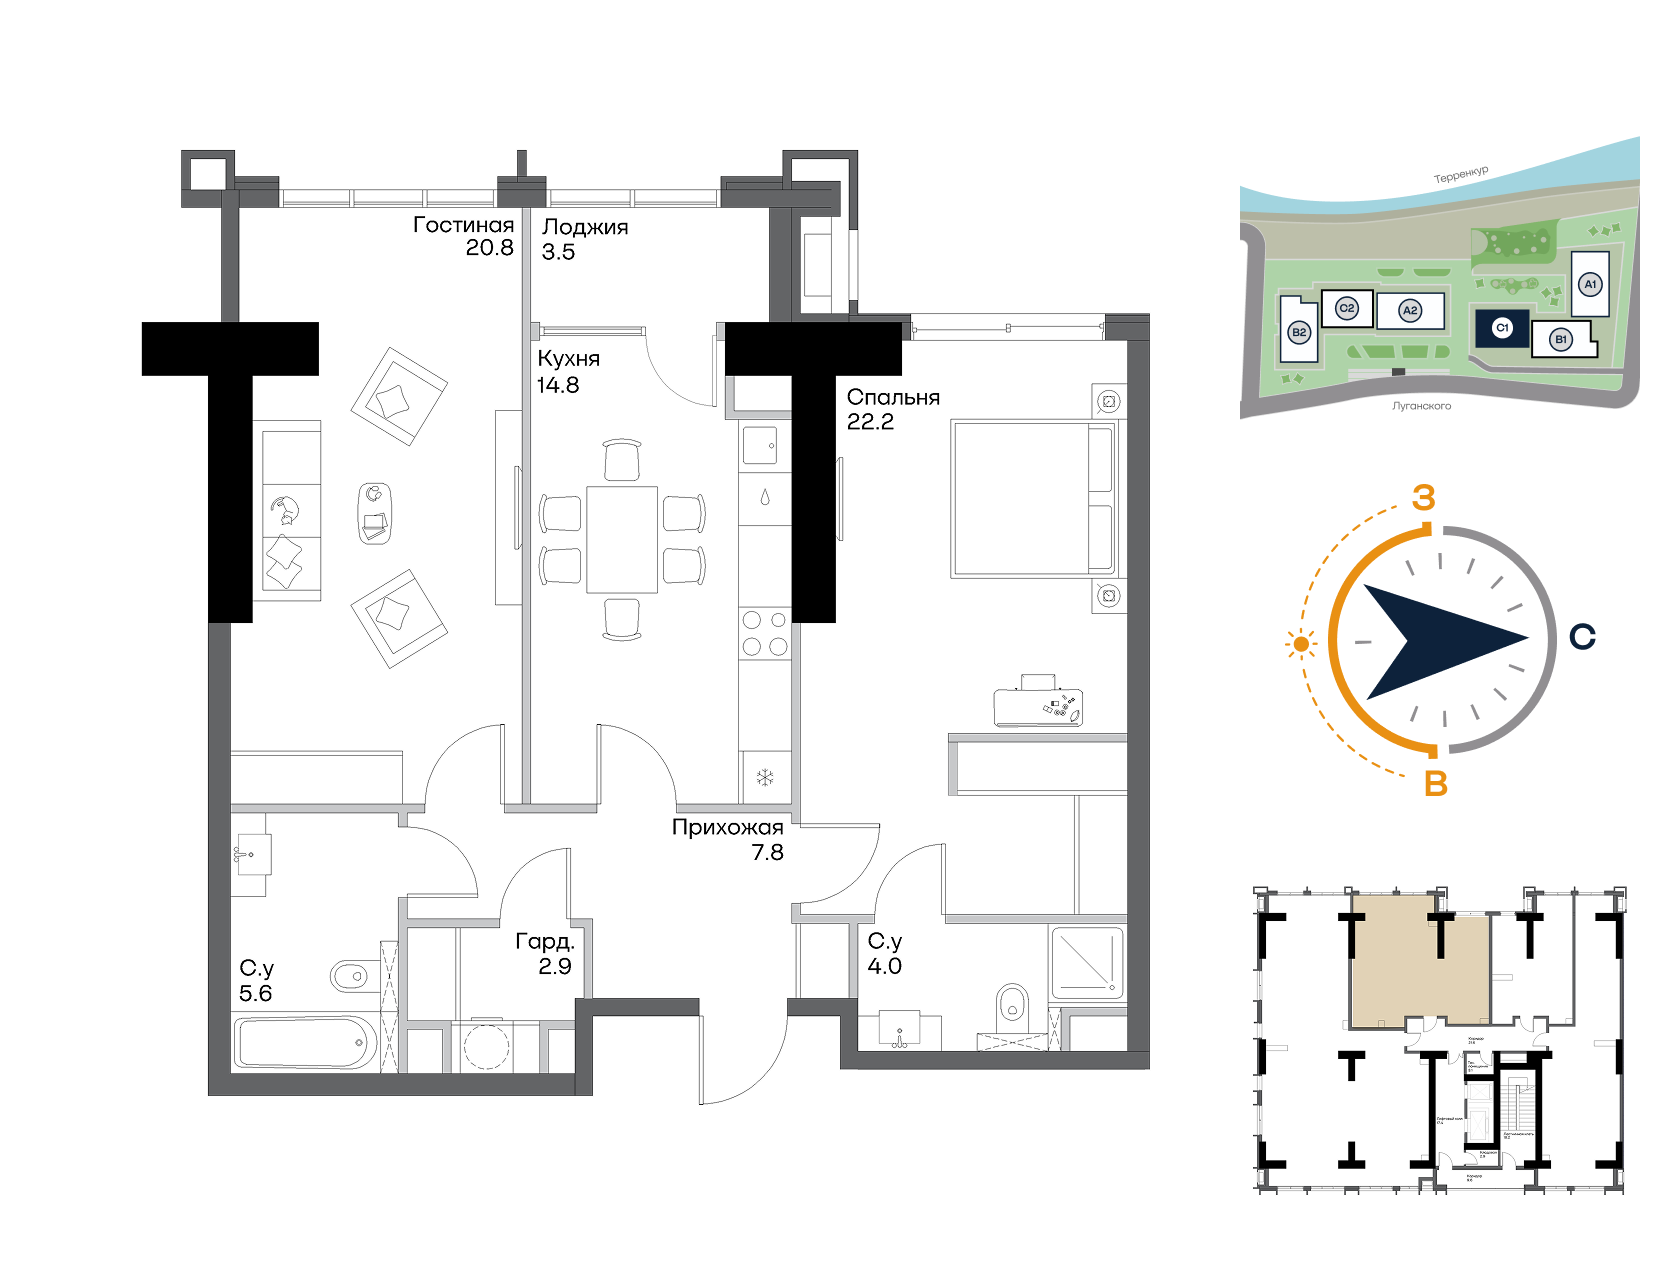 Гостиная
20.8
Лоджия
3.5
Кухня
14.8
Спальня
22.2
Прихожая
7.8
Гард.
2.9
С.у
5.6
С.у
4.0
Терренкур
A1
C2
A2
B2
C1
B1
Луганского
З
С
В
Коридор